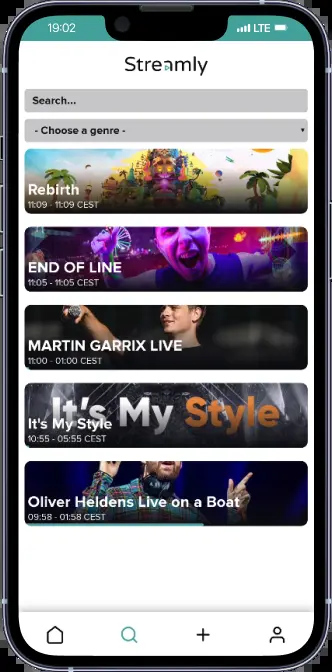 19:02
LTE
Streamly
Search...
- Choose a genre -
Rebirth
11:09 - 11:09 CEST
END OF LINE
11:05 - 11:05 CEST
MARTIN GARRIX LIVE
11:00 - 01:00 CEST
It's My Style
It's My Style
10:55 - 05:55 CEST
Oliver Heldens Live on a Boat
09:58 - 01:58 CEST